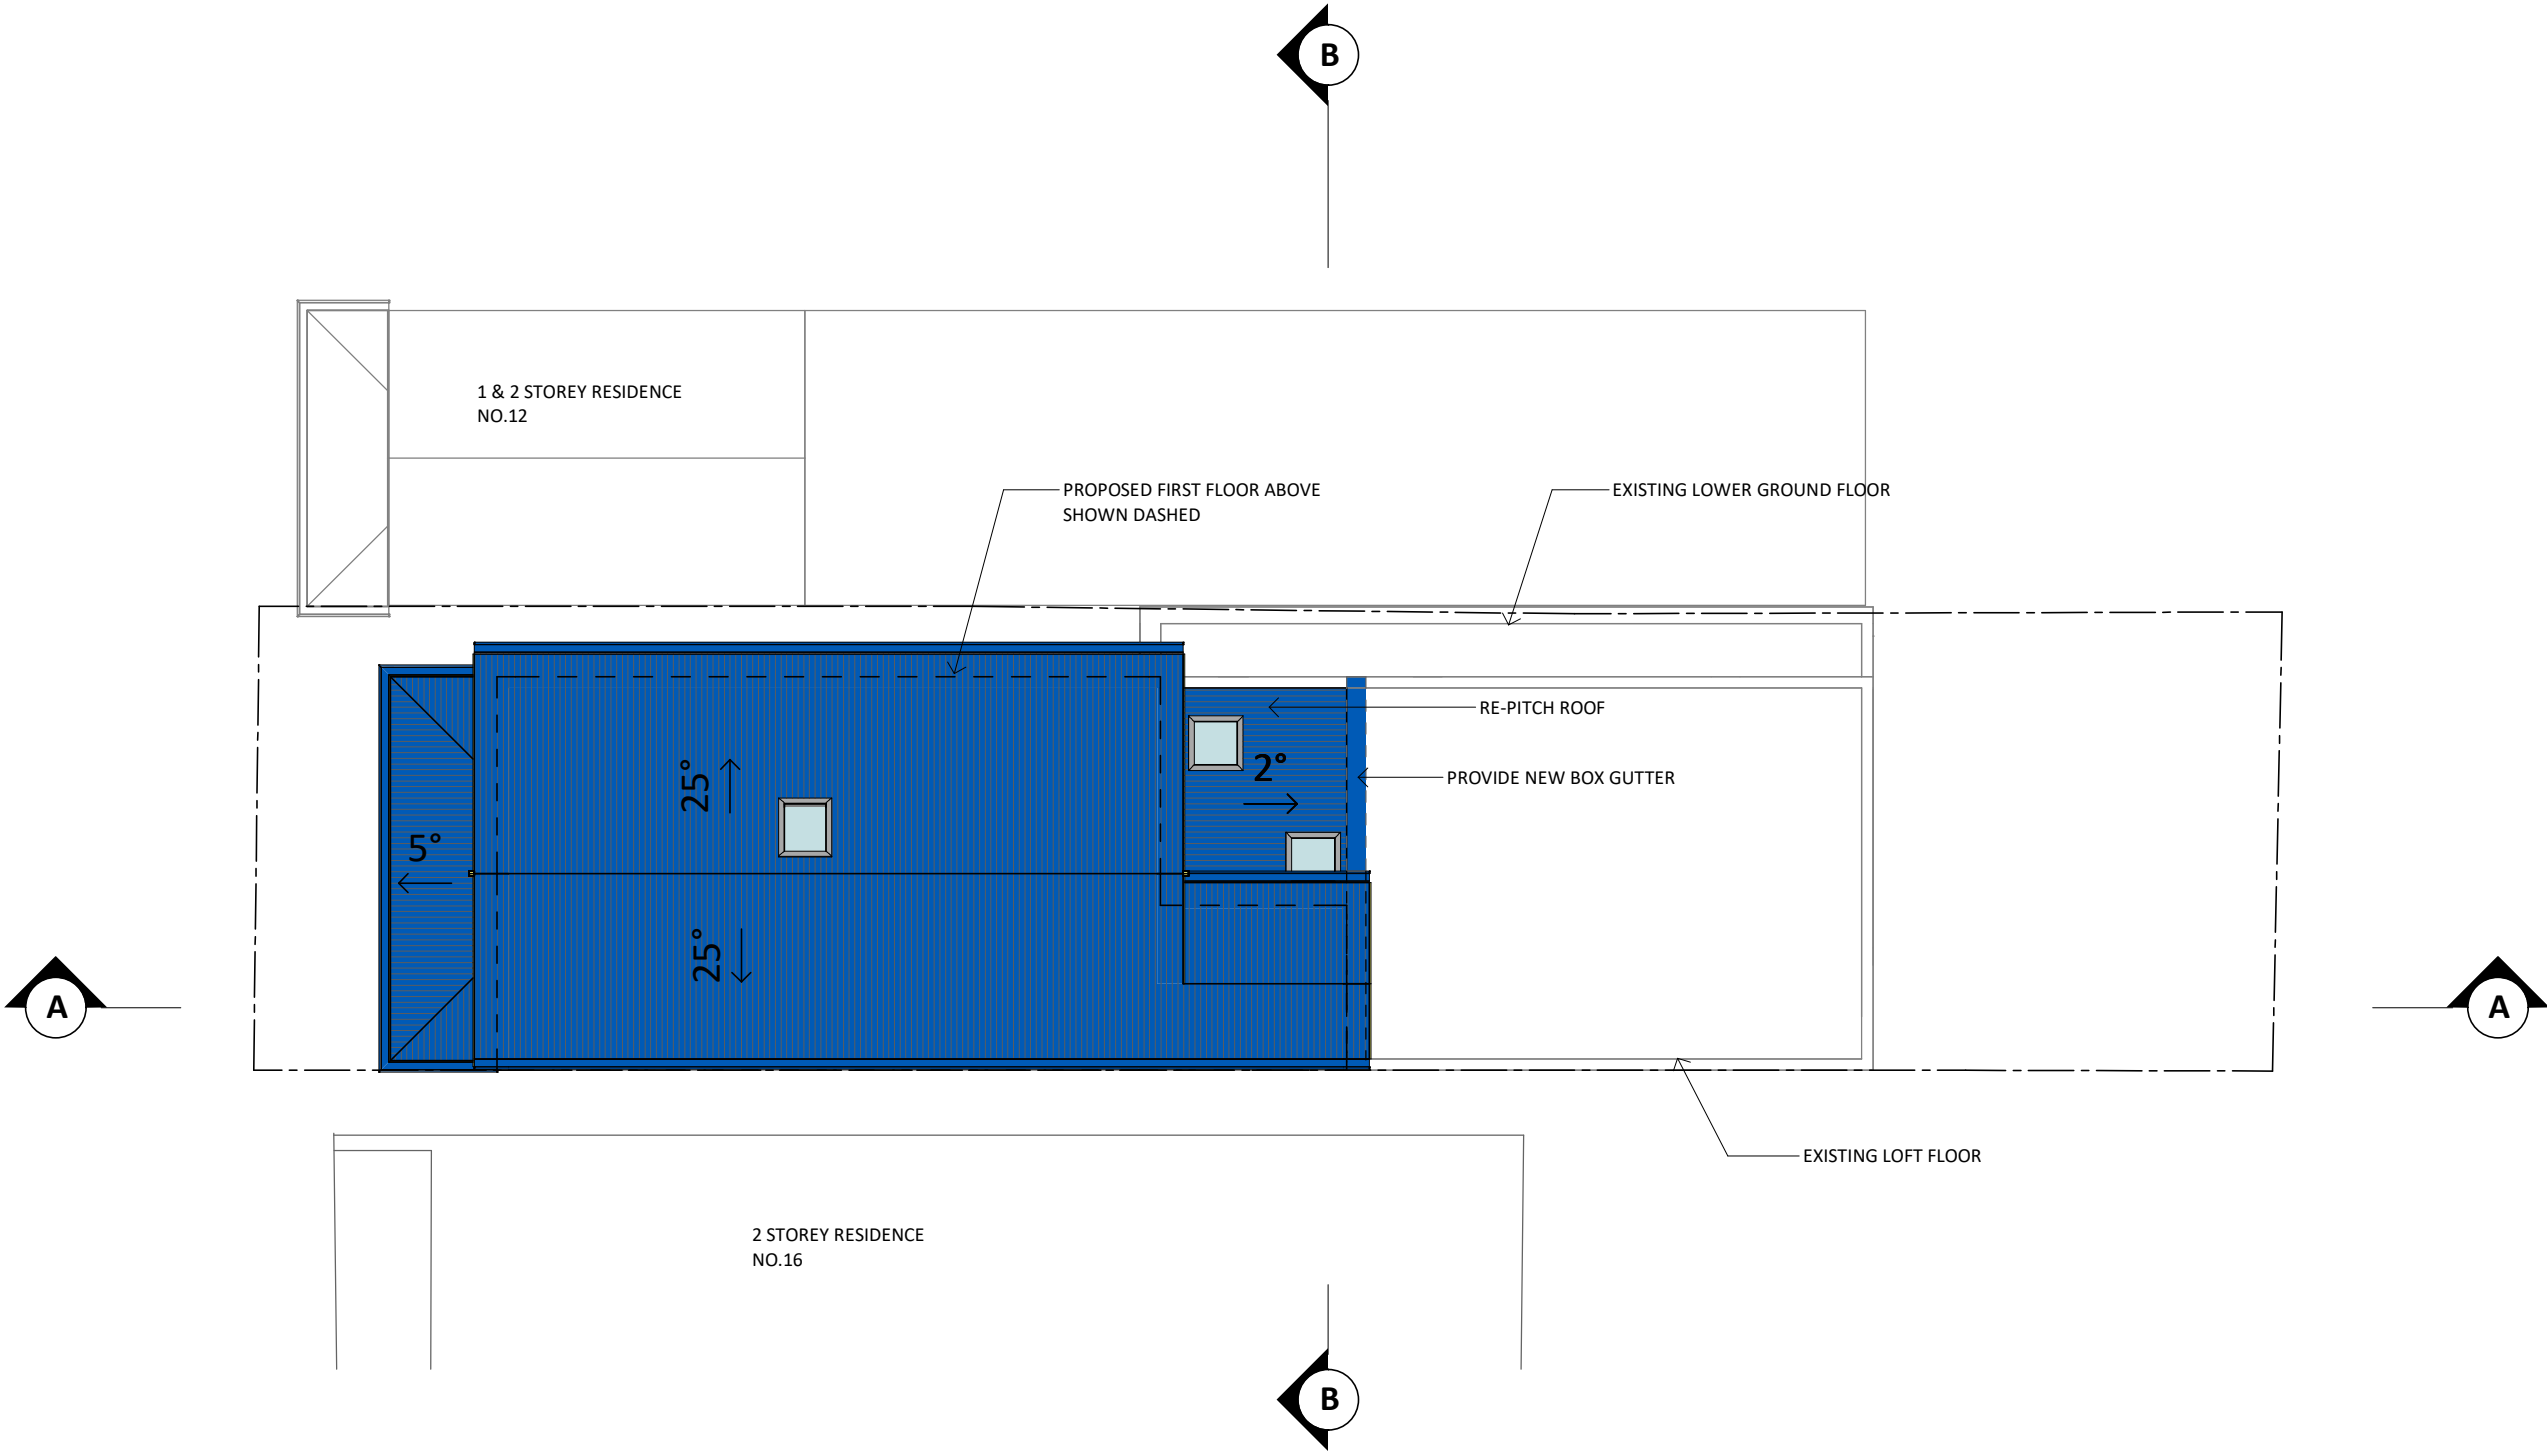 B
1 & 2 STOREY RESIDENCE
NO.12
PROPOSED FIRST FLOOR ABOVE
SHOWN DASHED
EXISTING LOWER GROUND FLOOR
RE-PITCH ROOF
2°
PROVIDE NEW BOX GUTTER
25°
5°
25°
A
A
EXISTING LOFT FLOOR
2 STOREY RESIDENCE
NO.16
B